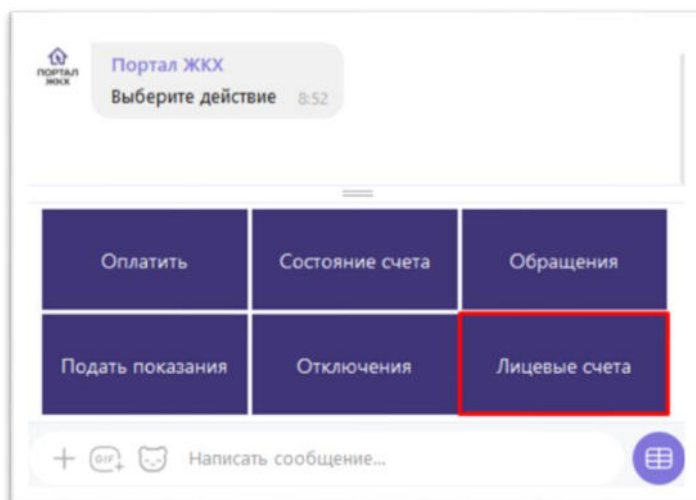 ПОРТАЛ
ЖКХ
Портал ЖКХ
Выберите действие 8:52
Оплатить
Состояние счета
Обращения
Подать показания
Отключения
Лицевые счета
GIF
Написать сообщение...